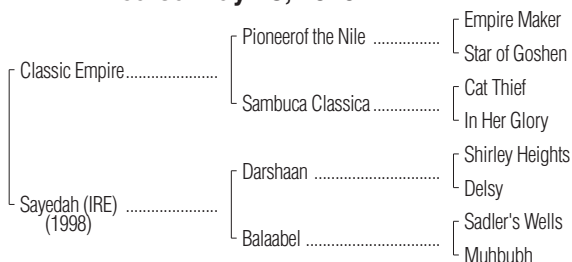 Empire Maker
Pioneerof the Nile ................
Star of Goshen
Classic Empire......................
Cat Thief
Sambuca Classica ................
In Her Glory
Shirley Heights
Darshaan ..............................
Delsy
Sayedah (IRE) ......................
(1998)
Sadler's Wells
Balaabel ................................
Muhbubh